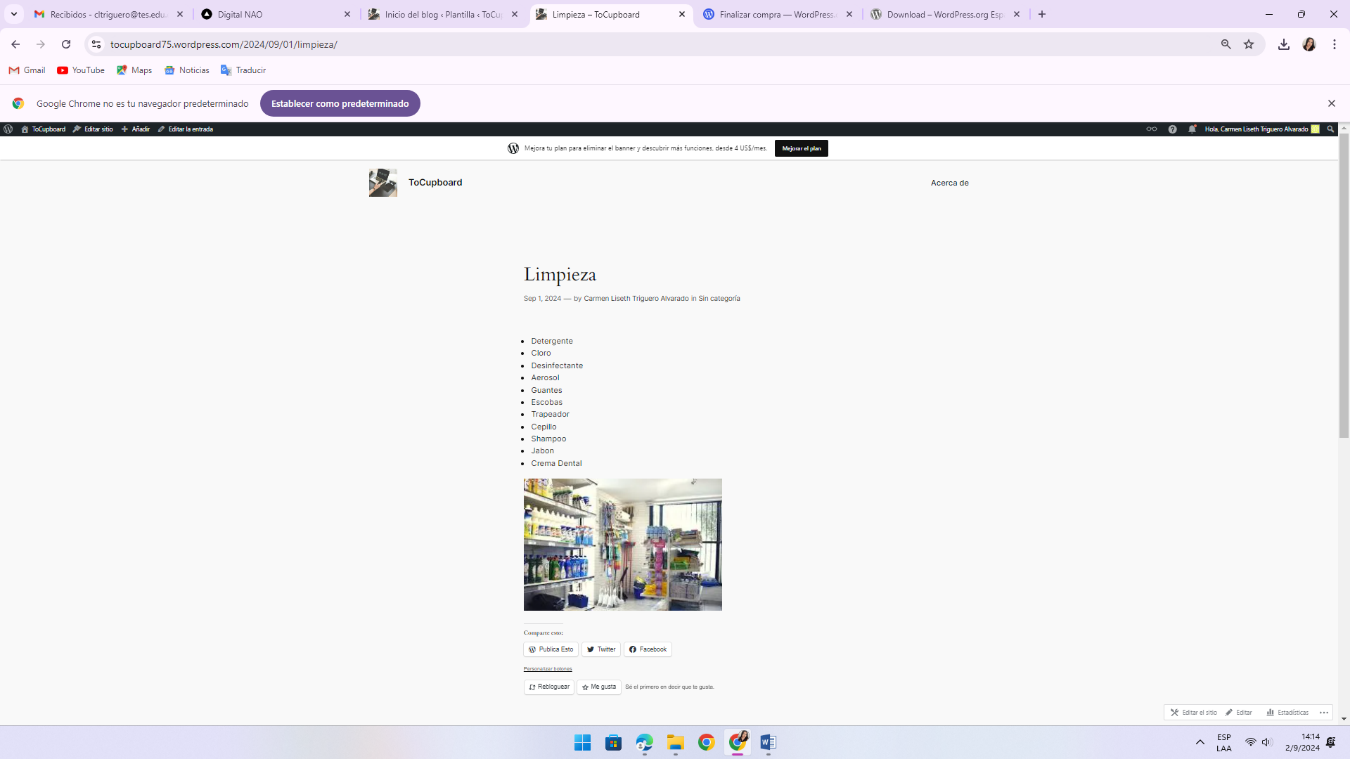 Recibidos - cltriguero@tes.edu.
Digital NAO
Inicio del blog ‹ Plantilla ‹ ToCu
Limpieza – ToCupboard
Finalizar compra — WordPress.
Download – WordPress.org Esp
tocupboard75.wordpress.com/2024/09/01/limpieza/
Gmail
YouTube
Maps
Noticias
Traducir
Google Chrome no es tu navegador predeterminado
Establecer como predeterminado
ToCupboard
Editar sitio
Añadir
Editar la entrada
Hola, Carmen Liseth Triguero Alvarado
Mejora tu plan para eliminar el banner y descubrir más funciones, desde 4 US$/mes.
Mejorar el plan
ToCupboard
Acerca de
Limpieza
Sep 1, 2024 — by Carmen Liseth Triguero Alvarado in Sin categoría
Detergente
Cloro
Desinfectante
Aerosol
Guantes
Escobas
Trapeador
Cepillo
Shampoo
Jabon
Crema Dental
Comparte esto:
Publica Esto
Twitter
Facebook
Personalizar botones
Rebloguear
Me gusta
Sé el primero en decir que te gusta.
Editar el sitio
Editar
Estadísticas
ESP
LAA
14:14
2/9/2024